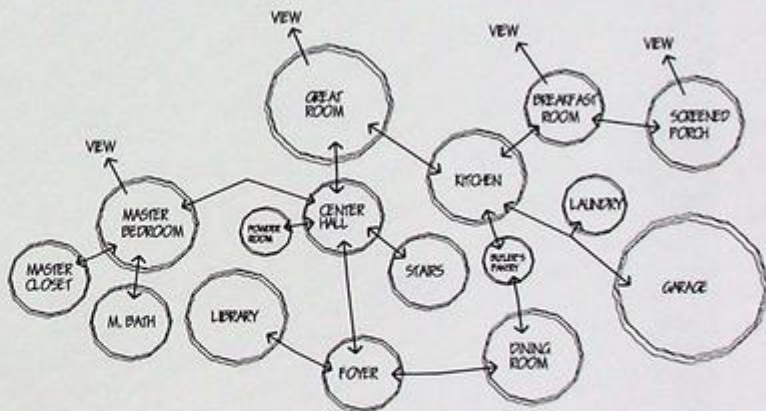 VIEW
GREAT
ROOM
VIEW
BREAKFAST
ROOM
VIEW
SCREENED
PORCH
VIEW
MASTER
BEDROOM
MASTER
CLOSET
M. BATH
POWDER
ROOM
CENTER
HALL
STAIRS
KITCHEN
LAUNDRY
BUTLER'S
PANTRY
GARAGE
LIBRARY
FOYER
DINING
ROOM